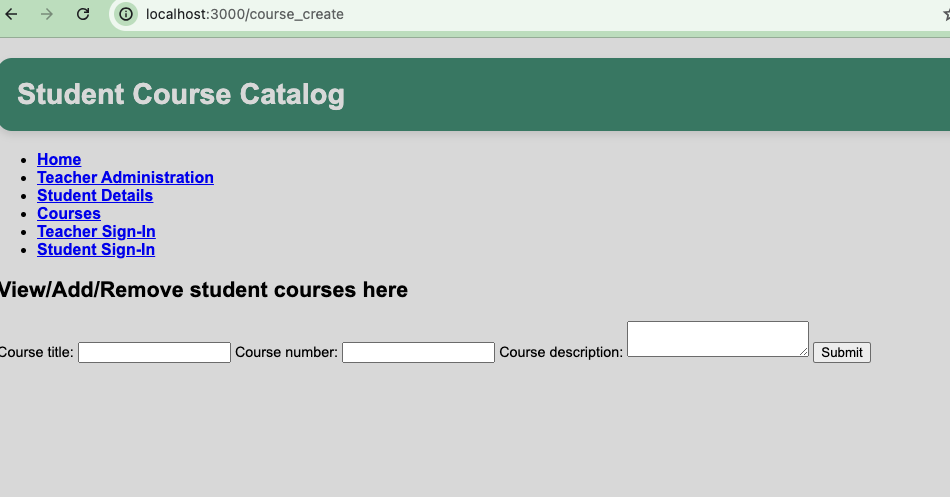 localhost:3000/course_create
Student Course Catalog
Home
Teacher Administration
Student Details
Courses
Teacher Sign-In
Student Sign-In
View/Add/Remove student courses here
Course title: Course number: Course description: Submit